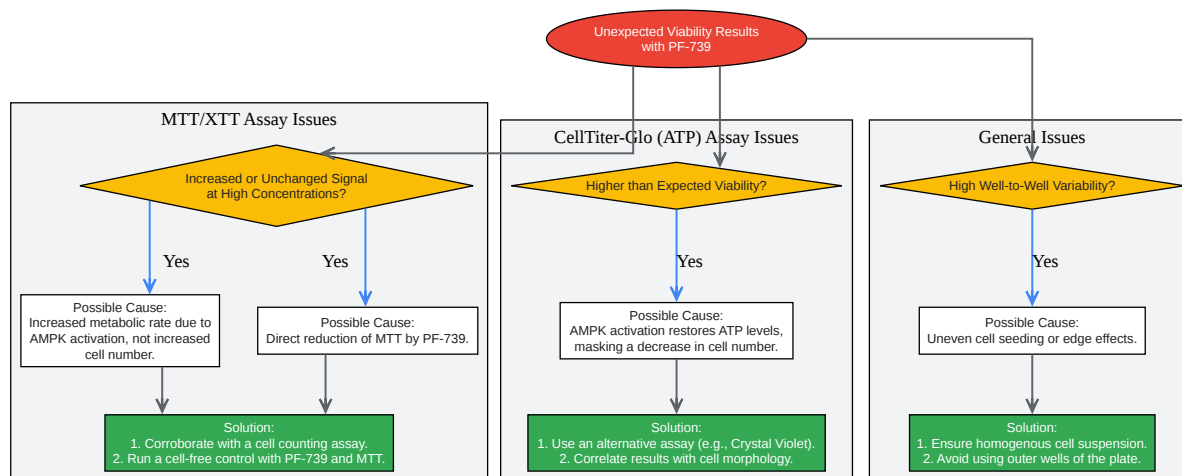 Unexpected Viability Results
with PF-739
MTT/XTT Assay Issues
Increased or Unchanged Signal
at High Concentrations?
Yes
Yes
Possible Cause:
Increased metabolic rate due to
AMPK activation, not increased
cell number.
Possible Cause:
Direct reduction of MTT by PF-739.
Solution:
1. Corroborate with a cell counting assay.
2. Run a cell-free control with PF-739 and MTT.
CellTiter-Glo (ATP) Assay Issues
Higher than Expected Viability?
Yes
Possible Cause:
AMPK activation restores ATP levels,
masking a decrease in cell number.
Solution:
1. Use an alternative assay (e.g., Crystal Violet).
2. Correlate results with cell morphology.
General Issues
High Well-to-Well Variability?
Yes
Possible Cause:
Uneven cell seeding or edge effects.
Solution:
1. Ensure homogenous cell suspension.
2. Avoid using outer wells of the plate.